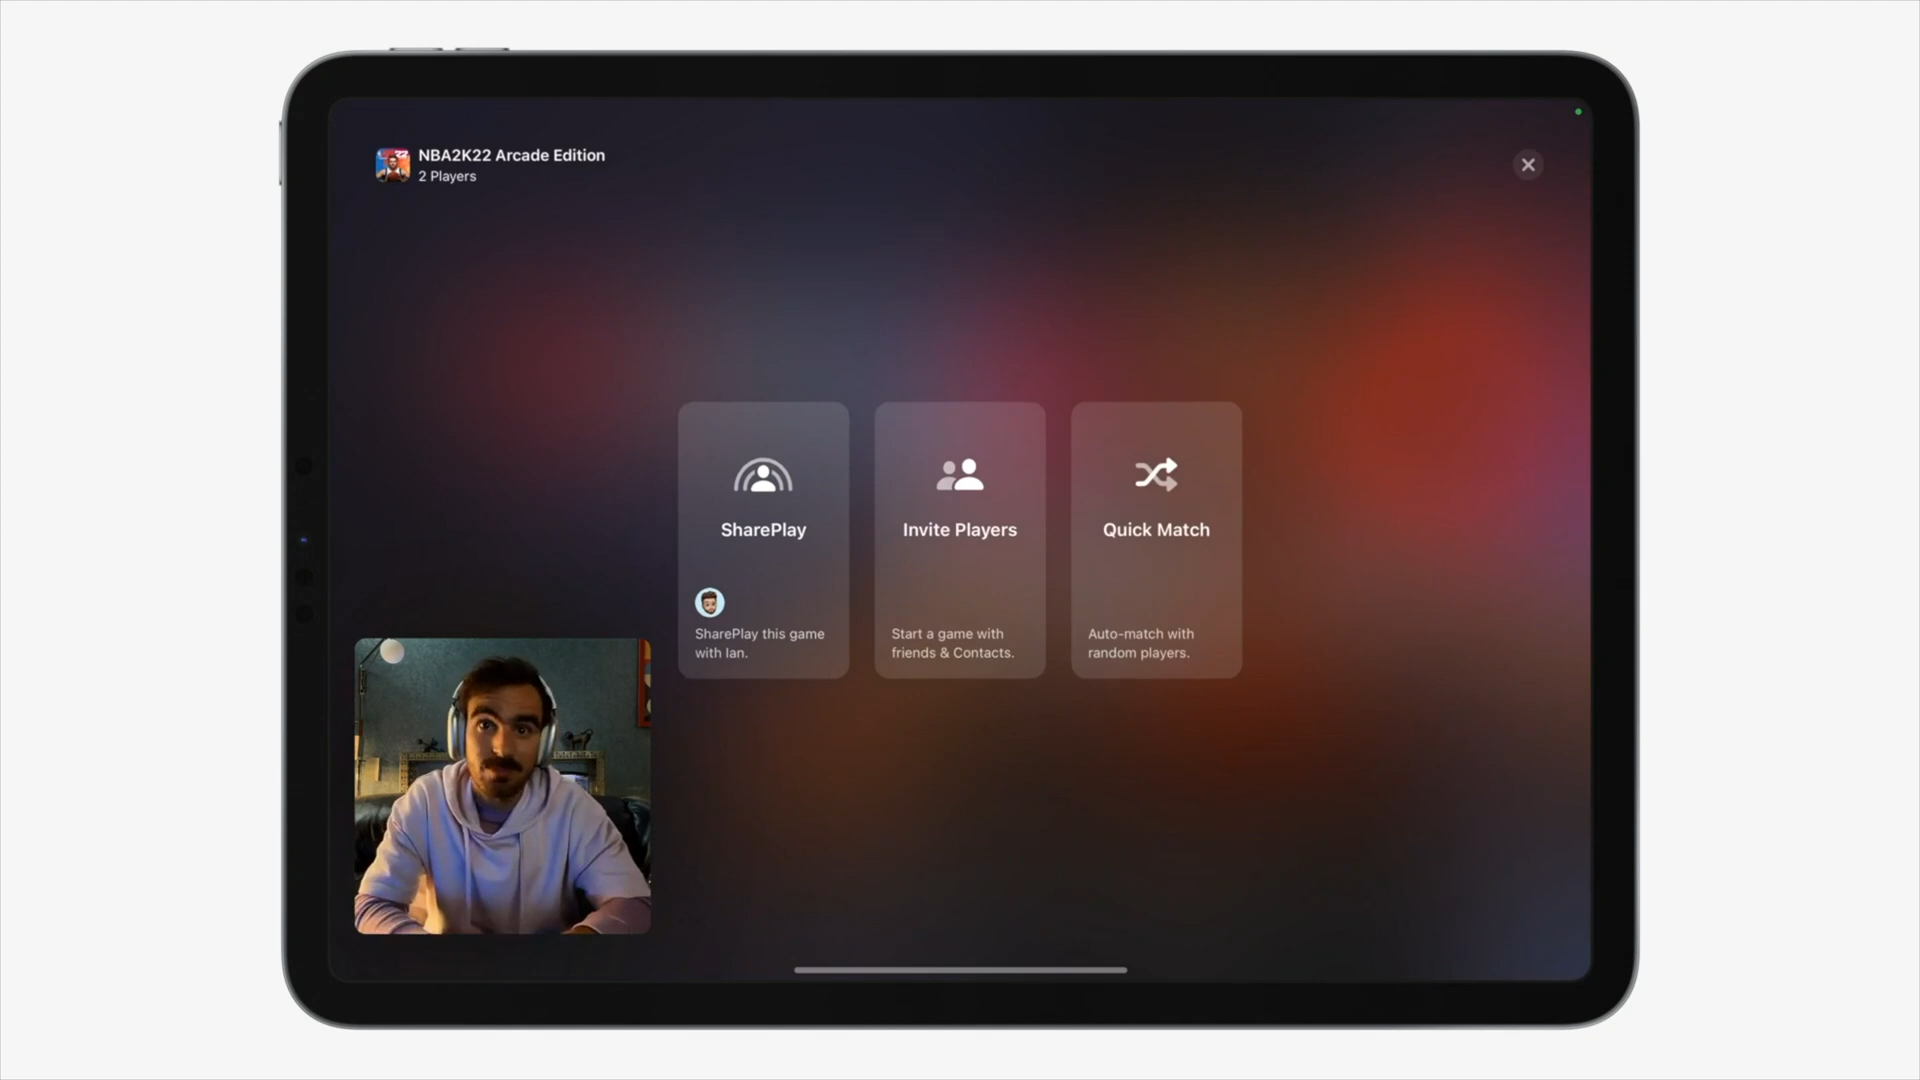 NBA2K22 Arcade Edition
2 Players
SharePlay
SharePlay this game
with Ian.
Invite Players
Start a game with
friends & Contacts.
Quick Match
Auto-match with
random players.